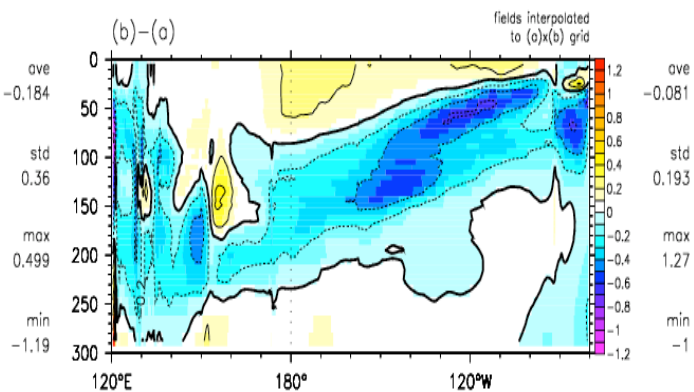 (b)-(a)
fields interpolated
to (a)x(b) grid
ave
-0.184
std
0.36
max
0.499
min
-1.19
0
50
100
150
200
250
300
120°E
180°
120°W
1.2
1
0.8
0.6
0.4
0.2
0
-0.2
-0.4
-0.6
-0.8
-1
-1.2
ave
-0.081
std
0.193
max
1.27
min
-1